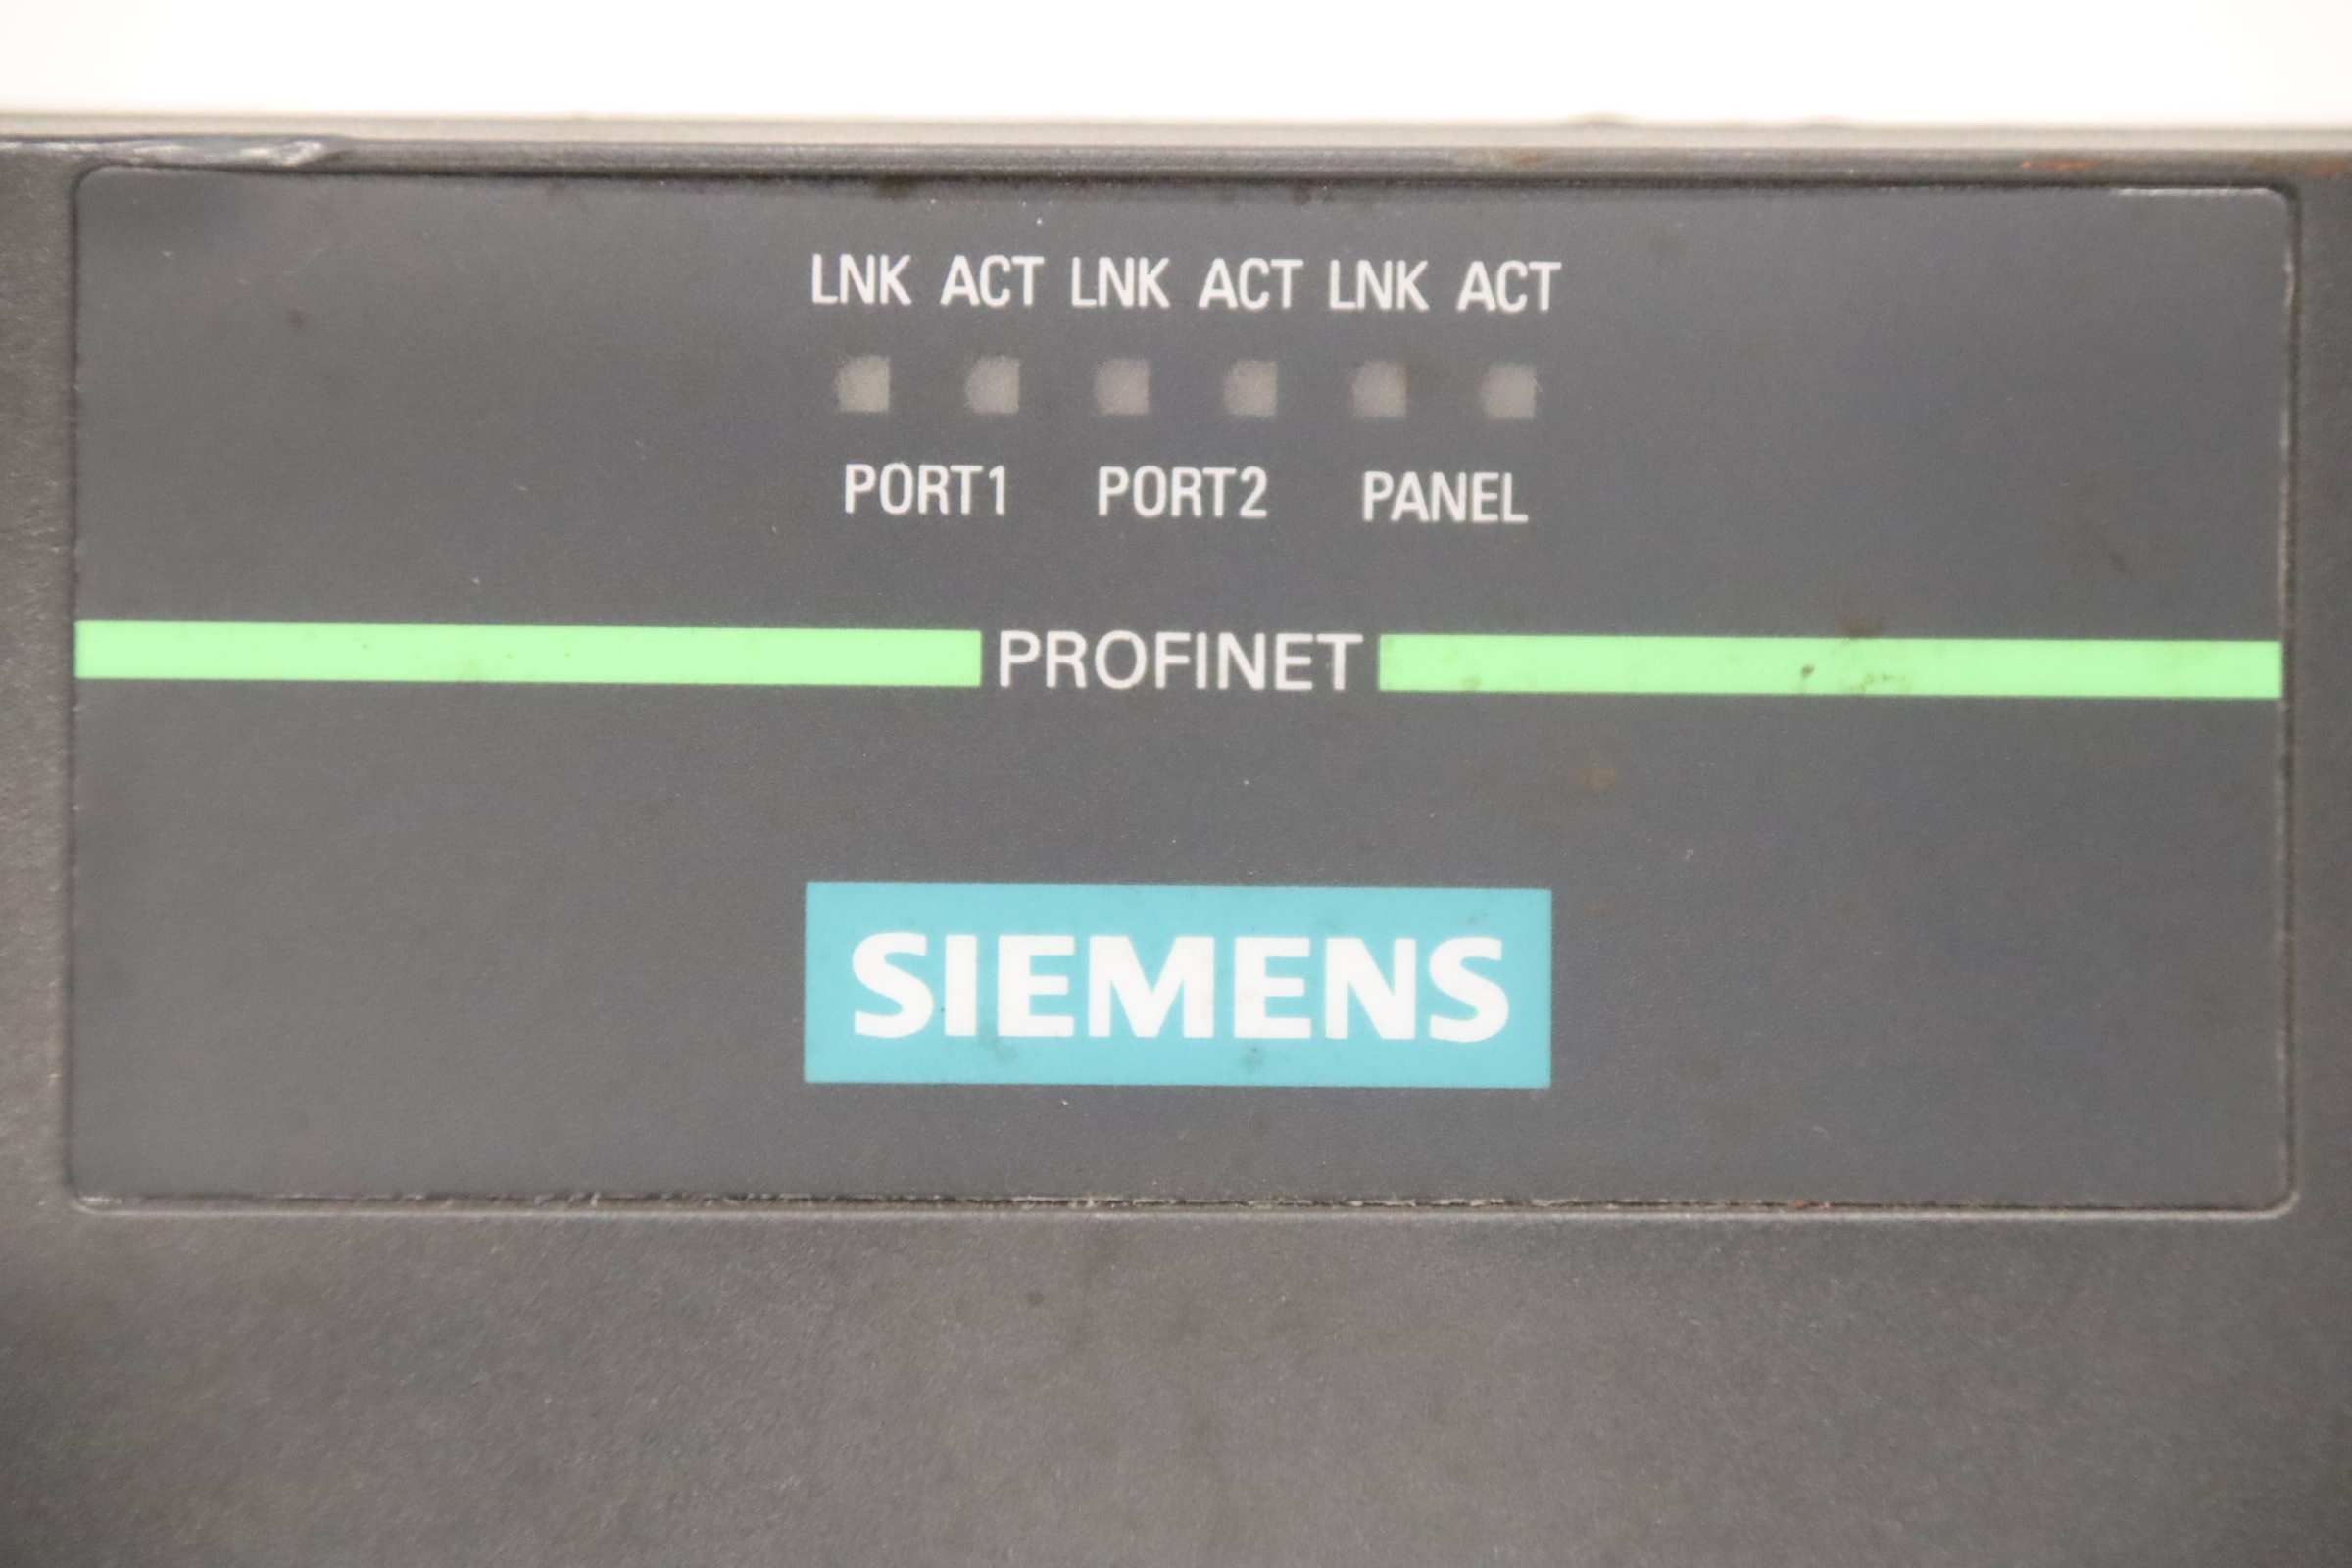 LNK ACT LNK ACT LNK ACT
PORT1 PORT2 PANEL
PROFINET
SIEMENS